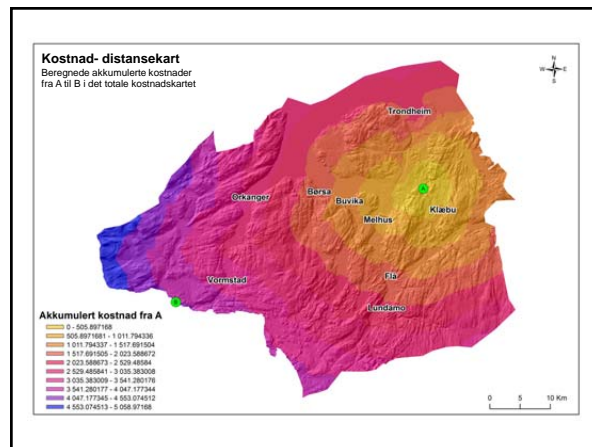 Kostnad- distansekart
Beregnede akkumulerte kostnader
fra A til B i det totale kostnadskartet
N
W E
S
Trondheim
A
Børsa
Orkanger
Buvika
Klæbu
Melhus
Flå
Vormstad
B
Lundamo
Akkumulert kostnad fra A
0 - 505.897168
505.8971681 - 1 011.794336
1 011.794337 - 1 517.691504
1 517.691505 - 2 023.588672
2 023.588673 - 2 529.48584
2 529.485841 - 3 035.383008
3 035.383009 - 3 541.280176
3 541.280177 - 4 047.177344
4 047.177345 - 4 553.074512
4 553.074513 - 5 058.97168
0 5 10 Km